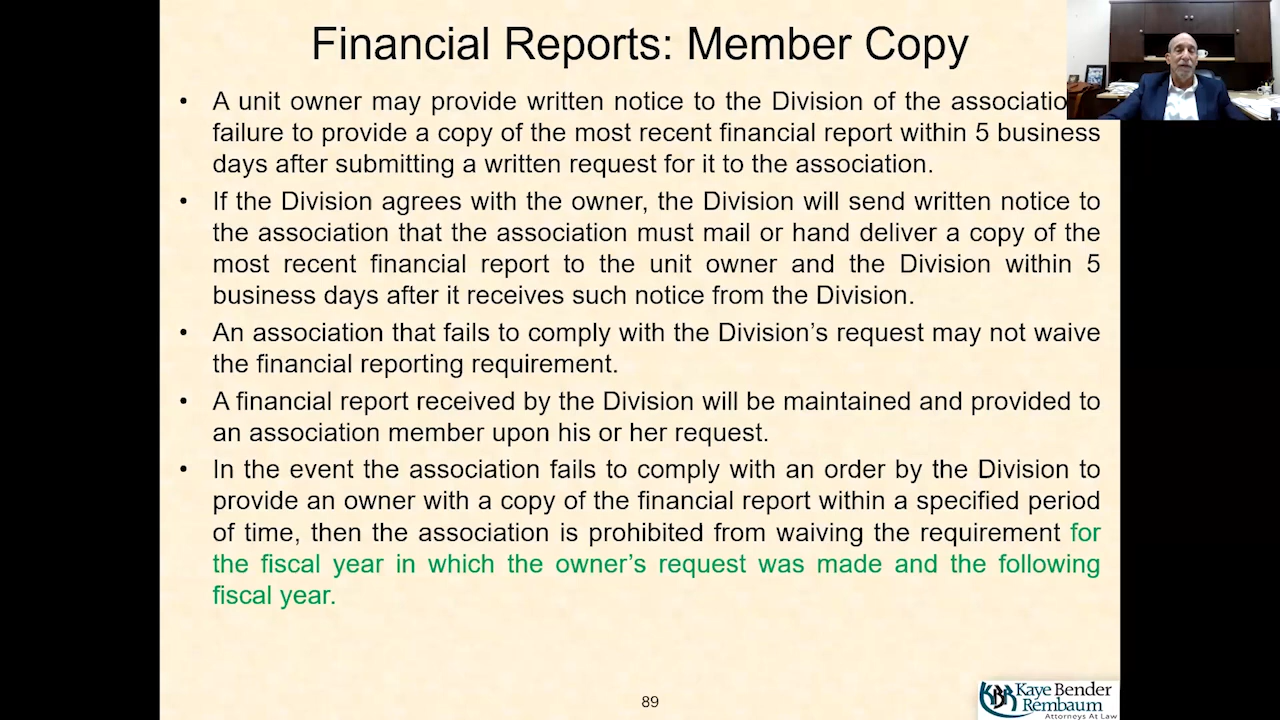 Financial Reports: Member Copy
• A unit owner may provide written notice to the Division of the associatio
failure to provide a copy of the most recent financial report within 5 business
days after submitting a written request for it to the association.
• If the Division agrees with the owner, the Division will send written notice to
the association that the association must mail or hand deliver a copy of the
most recent financial report to the unit owner and the Division within 5
business days after it receives such notice from the Division.
• An association that fails to comply with the Division’s request may not waive
the financial reporting requirement.
• A financial report received by the Division will be maintained and provided to
an association member upon his or her request.
• In the event the association fails to comply with an order by the Division to
provide an owner with a copy of the financial report within a specified period
of time, then the association is prohibited from waiving the requirement for
the fiscal year in which the owner’s request was made and the following
fiscal year.
89
KBR Kaye Bender
Rembaum
Attorneys At Law